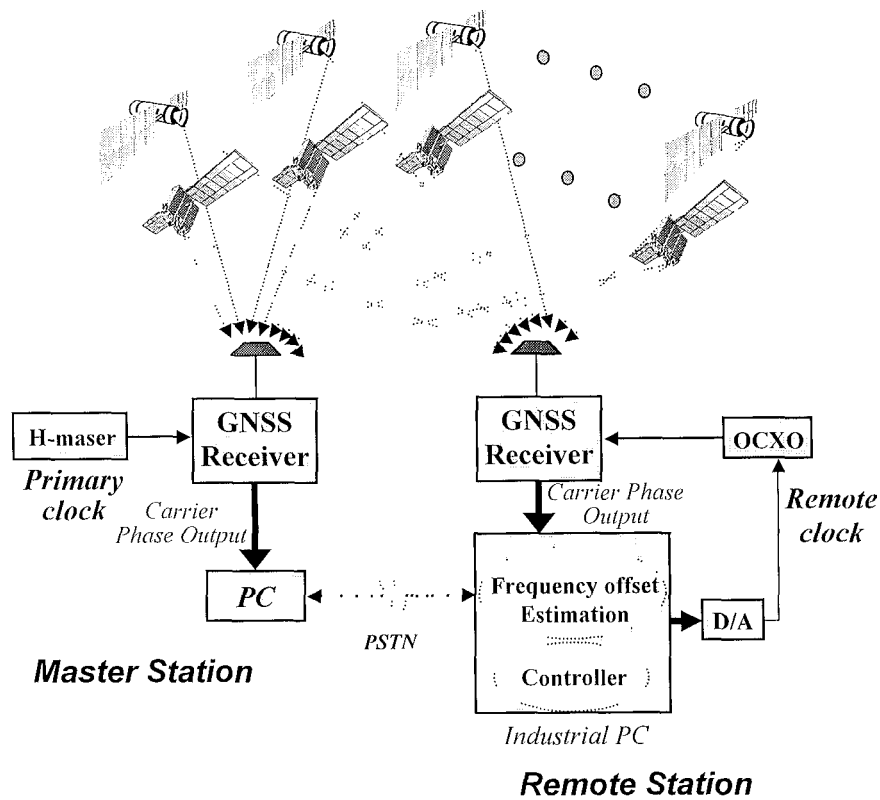 H-maser
Primary
clock
GNSS
Receiver
Carrier
Phase Output
PC
PSTN
Master Station
GNSS
Receiver
OCXO
Carrier Phase
Output
Remote
clock
Frequency offset
Estimation
Controller
D/A
Industrial PC
Remote Station